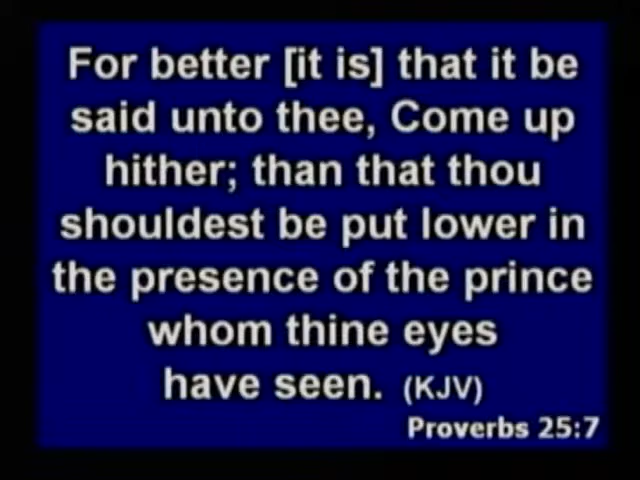 For better [it is] that it be
said unto thee, Come up
hither; than that thou
shouldest be put lower in
the presence of the prince
whom thine eyes
have seen. (KJV)
Proverbs 25:7